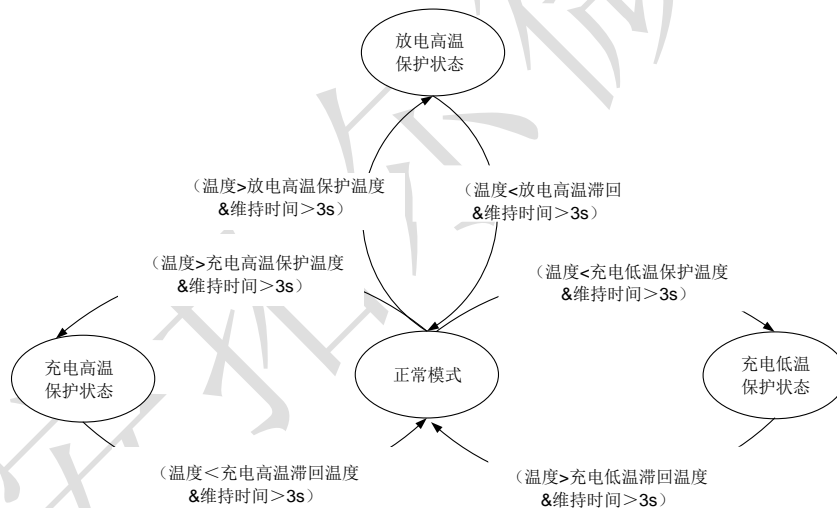 放电高温
保护状态
（温度>放电高温保护温度
&维持时间＞3s）
（温度<放电高温滞回
&维持时间＞3s）
（温度>充电高温保护温度
&维持时间＞3s）
（温度<充电低温保护温度
&维持时间＞3s）
充电高温
保护状态
正常模式
充电低温
保护状态
（温度＜充电高温滞回温度
&维持时间＞3s）
（温度>充电低温滞回温度
&维持时间＞3s）